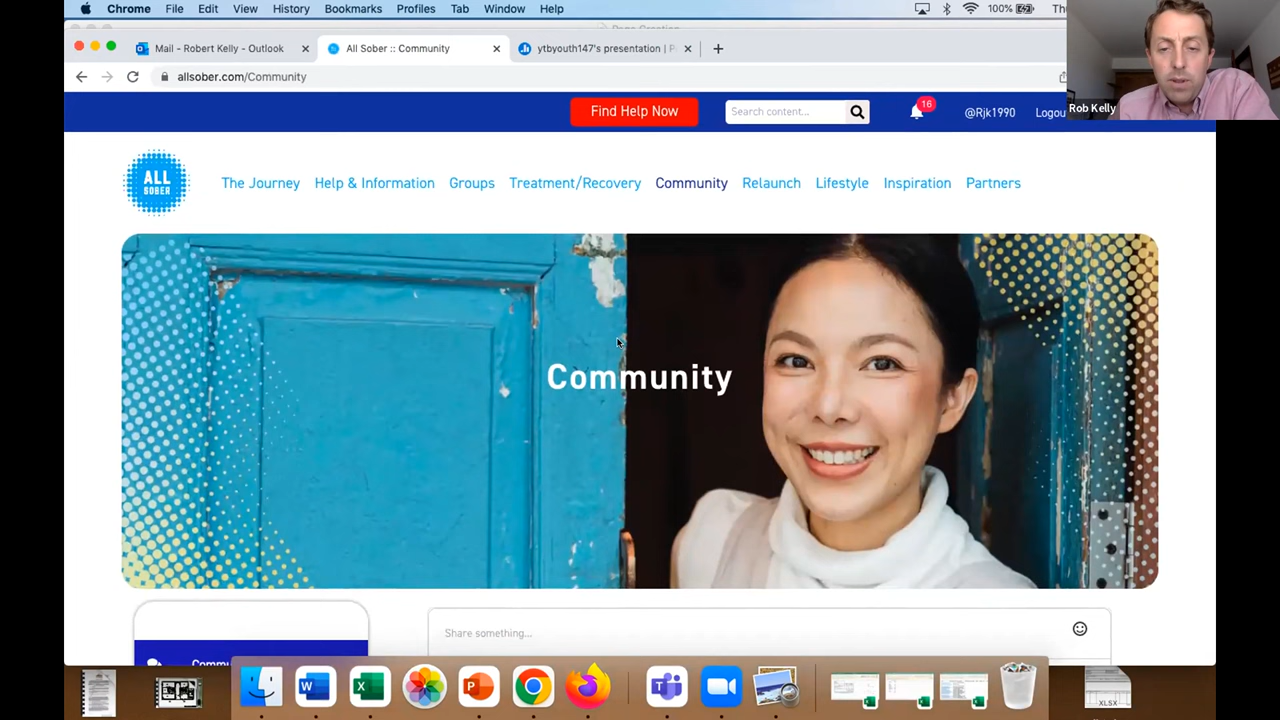 Chrome File Edit View History Bookmarks Profiles Tab Window Help 100%
Mail - Robert Kelly - Outlook
All Sober :: Community
ytbyouth147's presentation |
allsober.com/Community
Rob Kelly
Find Help Now
Search content...
16
@Rjk1990
Logou
ALL
SOBER
The Journey
Help & Information
Groups
Treatment/Recovery
Community
Relaunch
Lifestyle
Inspiration
Partners
Community
Share something...
XLSX